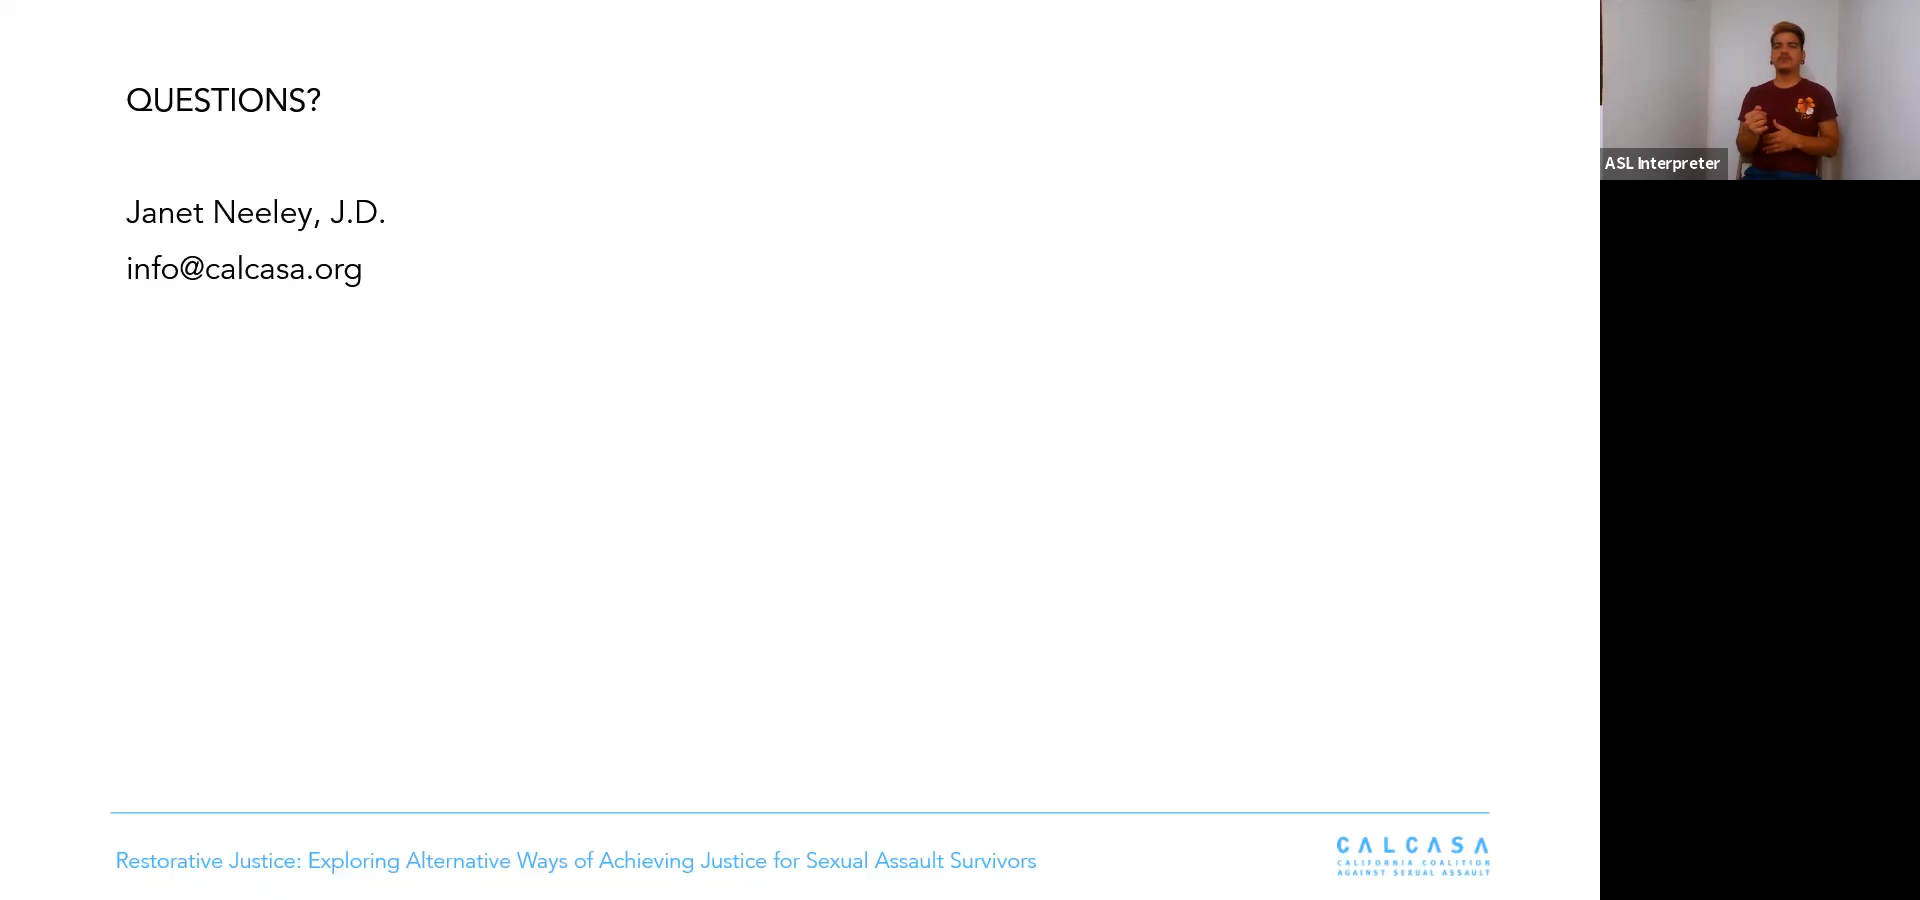 QUESTIONS?
Janet Neeley, J.D.
info@calcasa.org
Restorative Justice: Exploring Alternative Ways of Achieving Justice for Sexual Assault Survivors
CALCASA
CALIFORNIA COALITION
AGAINST SEXUAL ASSAULT
ASL Interpreter